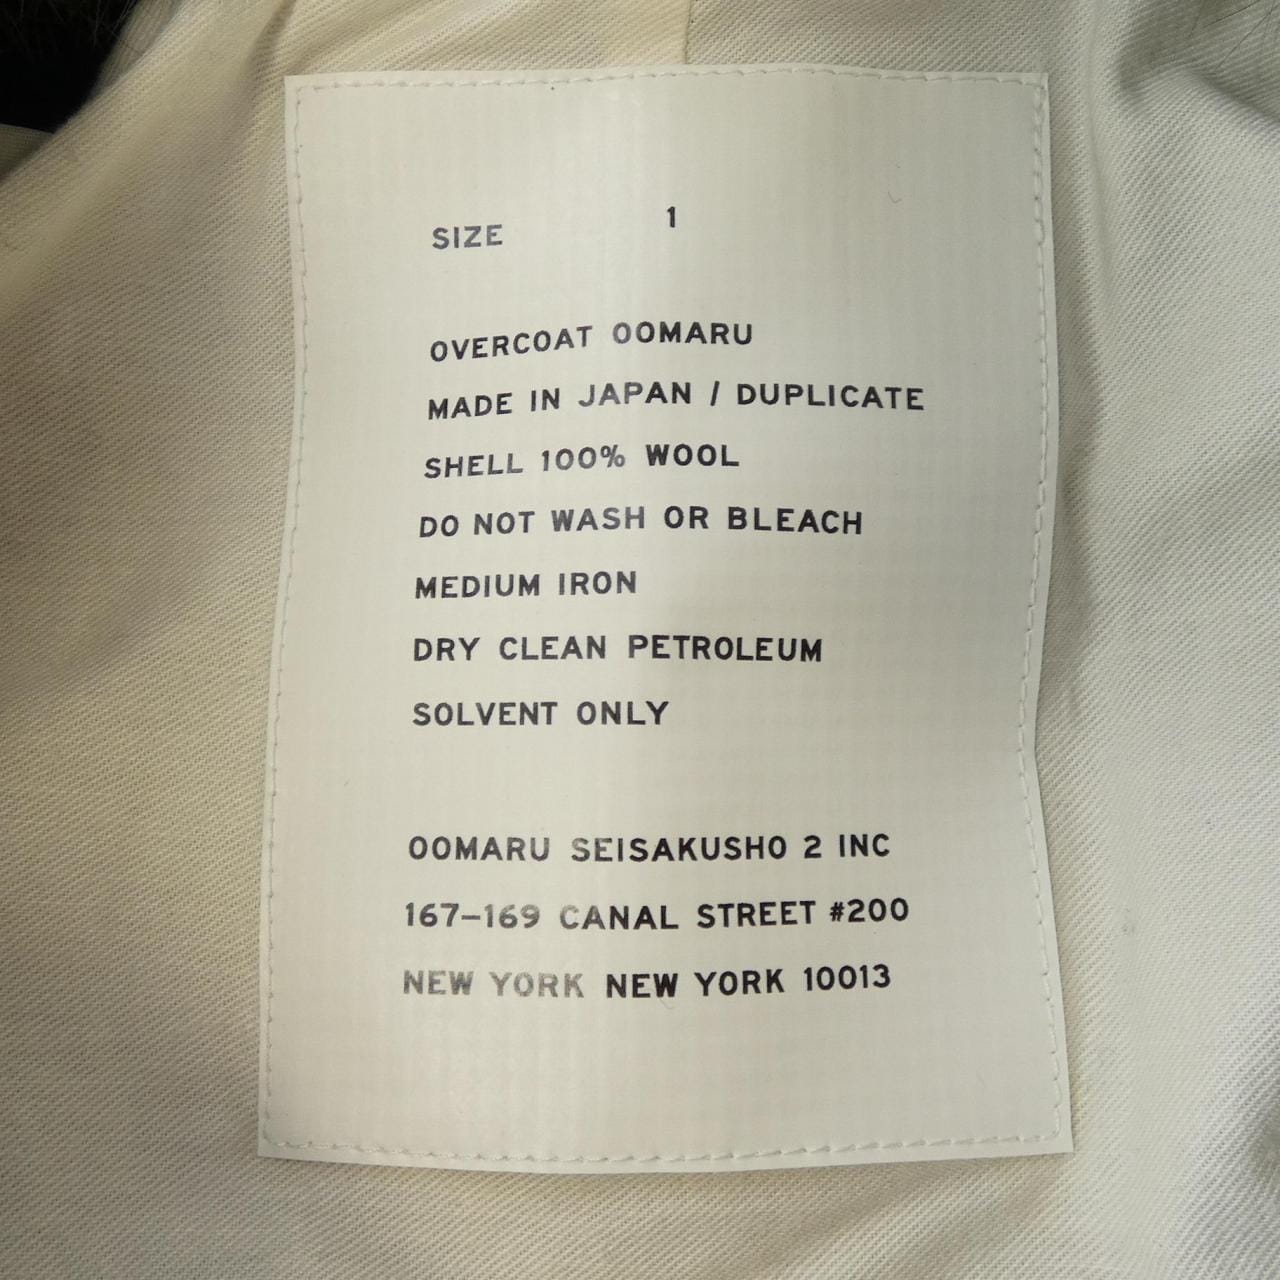 SIZE 1
OVERCOAT OOMARU
MADE IN JAPAN / DUPLICATE
SHELL 100% WOOL
DO NOT WASH OR BLEACH
MEDIUM IRON
DRY CLEAN PETROLEUM
SOLVENT ONLY
OOMARU SEISAKUSHO 2 INC
167–169 CANAL STREET #200
NEW YORK NEW YORK 10013